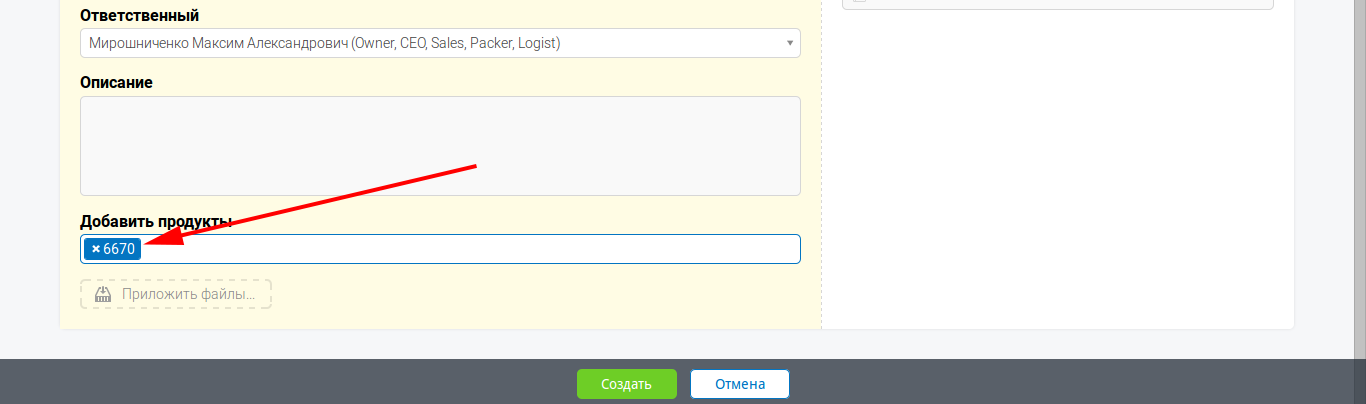 Ответственный
Мирошниченко Максим Александрович (Owner, CEO, Sales, Packer, Logist)
Описание
Добавить продукты
× 6670
Приложить файлы...
Создать
Отмена